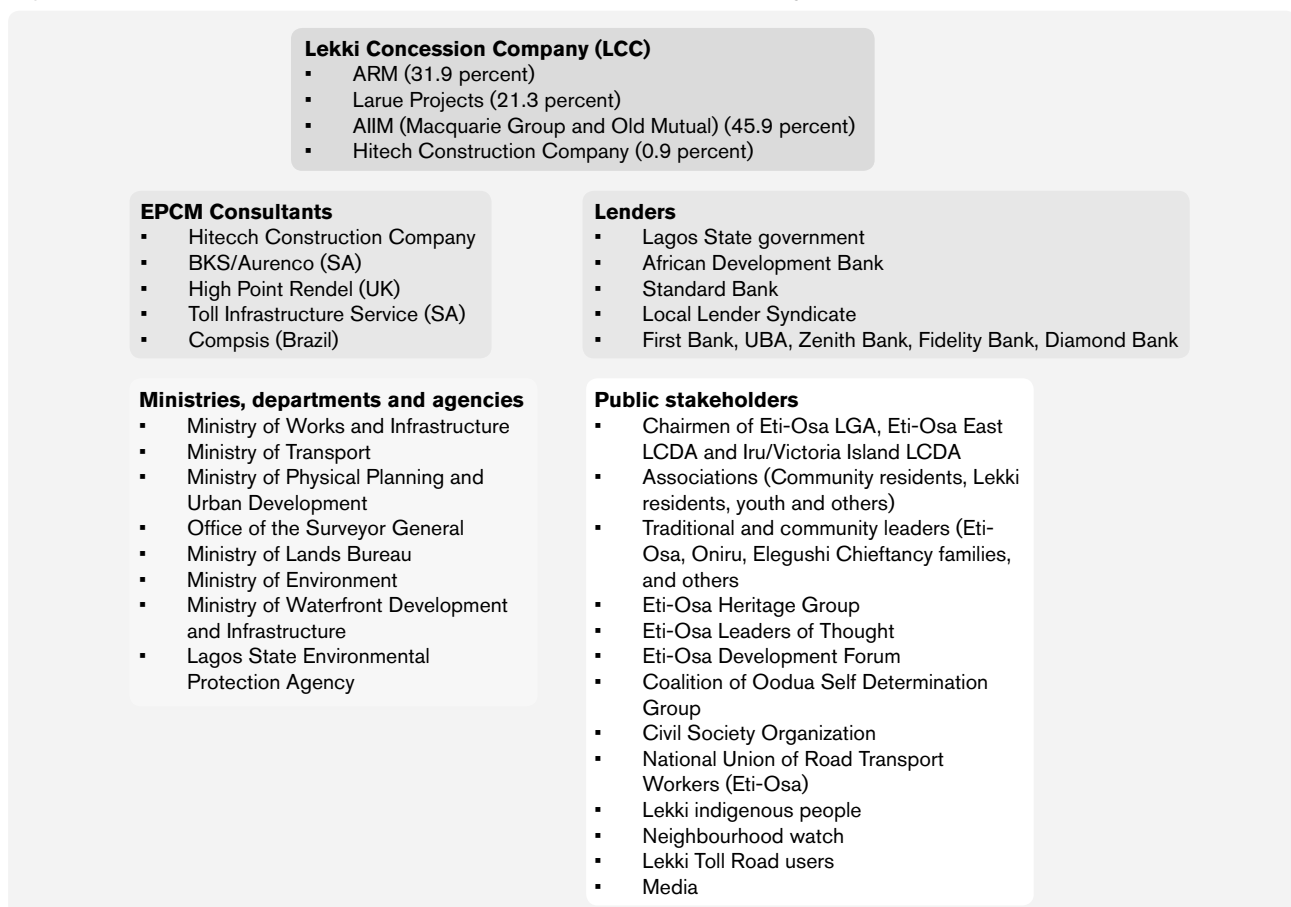 Lekki Concession Company (LCC)
▪ ARM (31.9 percent)
▪ Larue Projects (21.3 percent)
▪ AIIM (Macquarie Group and Old Mutual) (45.9 percent)
▪ Hitech Construction Company (0.9 percent)
EPCM Consultants
▪ Hitecch Construction Company
▪ BKS/Aurenco (SA)
▪ High Point Rendel (UK)
▪ Toll Infrastructure Service (SA)
▪ Compsis (Brazil)
Lenders
▪ Lagos State government
▪ African Development Bank
▪ Standard Bank
▪ Local Lender Syndicate
▪ First Bank, UBA, Zenith Bank, Fidelity Bank, Diamond Bank
Ministries, departments and agencies
▪ Ministry of Works and Infrastructure
▪ Ministry of Transport
▪ Ministry of Physical Planning and
Urban Development
▪ Office of the Surveyor General
▪ Ministry of Lands Bureau
▪ Ministry of Environment
▪ Ministry of Waterfront Development
and Infrastructure
▪ Lagos State Environmental
Protection Agency
Public stakeholders
▪ Chairmen of Eti-Osa LGA, Eti-Osa East
LCDA and Iru/Victoria Island LCDA
▪ Associations (Community residents, Lekki
residents, youth and others)
▪ Traditional and community leaders (Eti-
Osa, Oniru, Elegushi Chieftancy families,
and others
▪ Eti-Osa Heritage Group
▪ Eti-Osa Leaders of Thought
▪ Eti-Osa Development Forum
▪ Coalition of Oodua Self Determination
Group
▪ Civil Society Organization
▪ National Union of Road Transport
Workers (Eti-Osa)
▪ Lekki indigenous people
▪ Neighbourhood watch
▪ Lekki Toll Road users
▪ Media